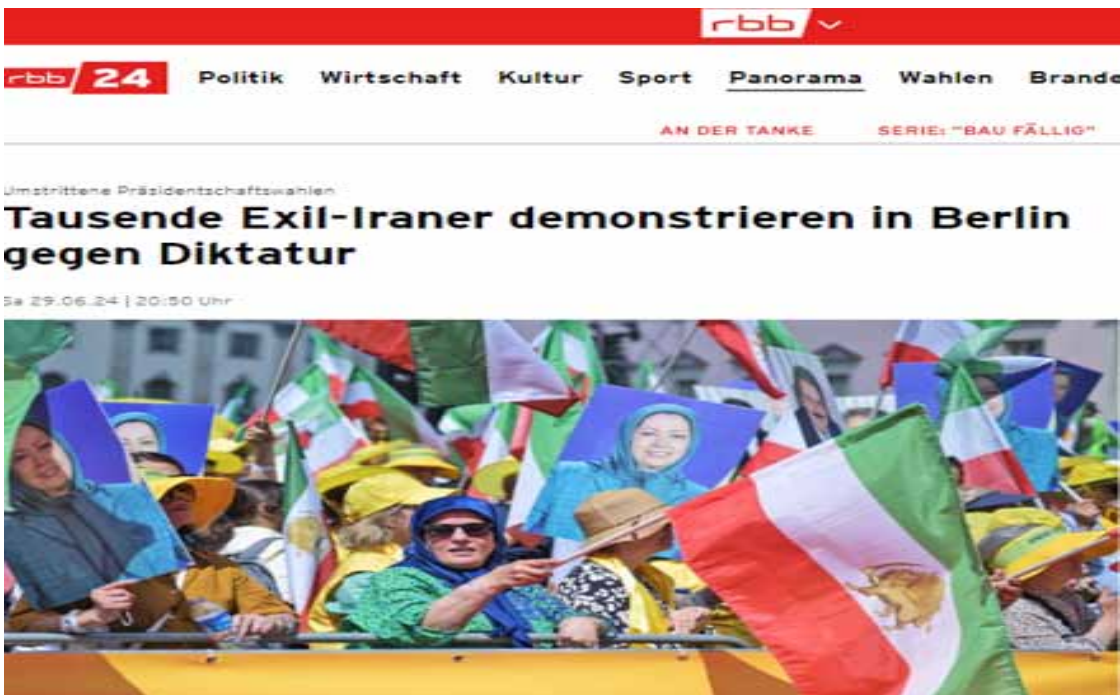 rbb
rbb 24 Politik Wirtschaft Kultur Sport Panorama Wahlen Brande
AN DER TANKE SERIE: "BAU FÄLLIG"
Umstrittene Präsidentschaftswahlen
Tausende Exil-Iraner demonstrieren in Berlin
gegen Diktatur
Sa 29.06.24 | 20:50 Uhr